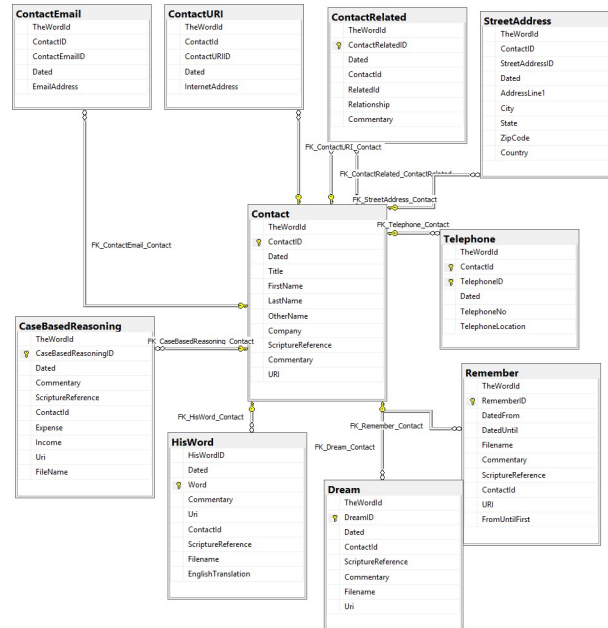 ContactEmail
TheWordId
ContactID
ContactEmailID
Dated
EmailAddress
ContactURI
TheWordId
ContactId
ContactURIID
Dated
InternetAddress
ContactRelated
TheWordId
ContactRelatedID
Dated
ContactId
RelatedId
Relationship
Commentary
StreetAddress
TheWordId
ContactID
StreetAddressID
Dated
AddressLine1
City
State
ZipCode
Country
FK_ContactURI_Contact
FK_ContactRelated_ContactRelated
FK_StreetAddress_Contact
FK_Telephone_Contact
FK_ContactEmail_Contact
Contact
TheWordId
ContactID
Dated
Title
FirstName
LastName
OtherName
Company
ScriptureReference
Commentary
URI
Telephone
TheWordId
ContactId
TelephoneID
Dated
TelephoneNo
TelephoneLocation
CaseBasedReasoning
TheWordId
CaseBasedReasoningID
Dated
Commentary
ScriptureReference
ContactId
Expense
Income
Uri
FileName
FK_CaseBasedReasoning_Contact
FK_HisWord_Contact
FK_Remember_Contact
FK_Dream_Contact
Remember
TheWordId
RememberID
DatedFrom
DatedUntil
Filename
Commentary
ScriptureReference
ContactId
URI
FromUntilFirst
HisWord
HisWordID
Dated
Word
Commentary
Uri
ContactId
ScriptureReference
Filename
EnglishTranslation
Dream
TheWordId
DreamID
Dated
ContactId
ScriptureReference
Commentary
Filename
Uri